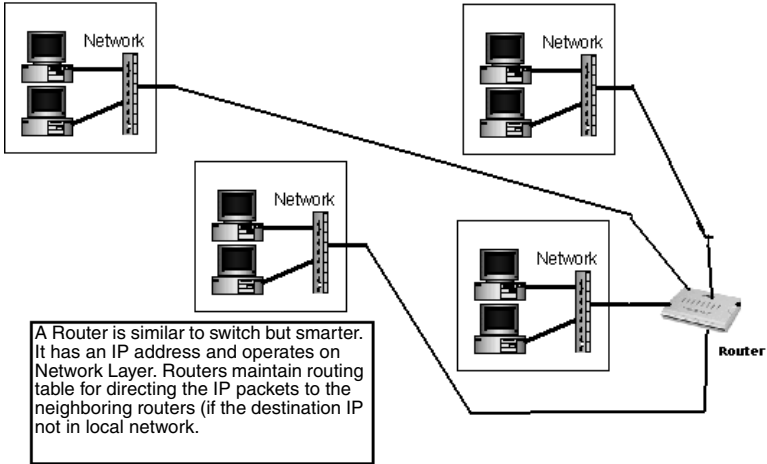 Network
Network
Network
Network
Router
A Router is similar to switch but smarter.
It has an IP address and operates on
Network Layer. Routers maintain routing
table for directing the IP packets to the
neighboring routers (if the destination IP
not in local network.